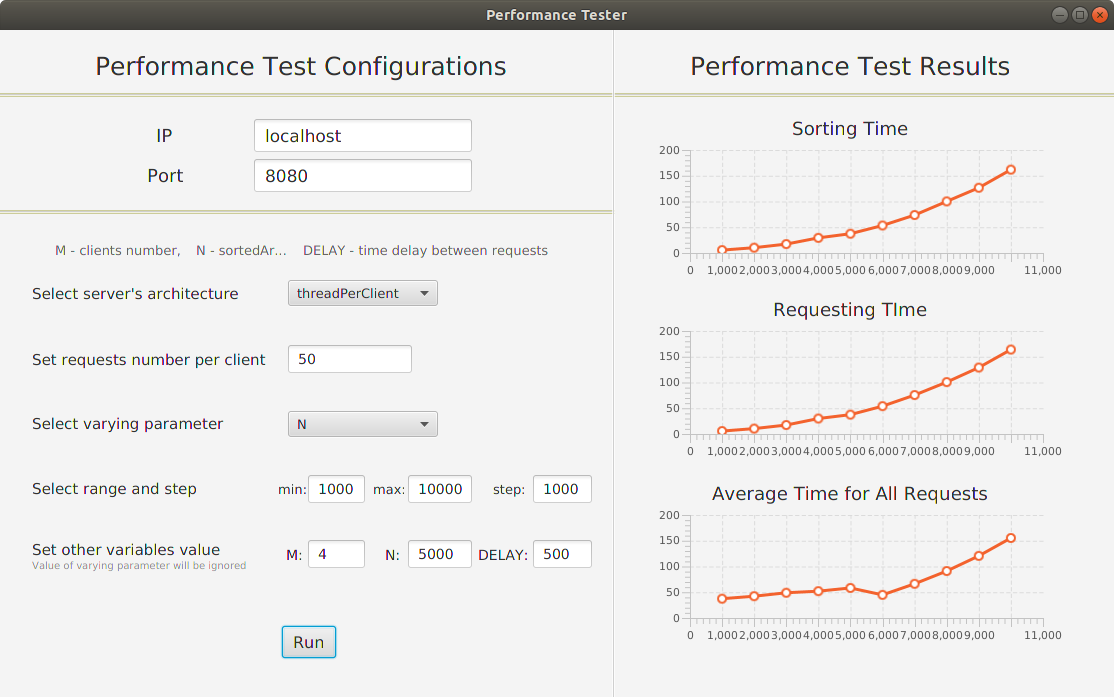 Performance Tester
Performance Test Configurations
IP localhost
Port 8080
M - clients number, N - sortedAr... DELAY - time delay between requests
Select server's architecture threadPerClient
Set requests number per client 50
Select varying parameter N
Select range and step min: 1000 max: 10000 step: 1000
Set other variables value M: 4 N: 5000 DELAY: 500
Value of varying parameter will be ignored
Run
Performance Test Results
Sorting Time
200
150
100
50
0
0 1,000 2,000 3,000 4,000 5,000 6,000 7,000 8,000 9,000 11,000
Requesting TIme
200
150
100
50
0
0 1,000 2,000 3,000 4,000 5,000 6,000 7,000 8,000 9,000 11,000
Average Time for All Requests
200
150
100
50
0
0 1,000 2,000 3,000 4,000 5,000 6,000 7,000 8,000 9,000 11,000